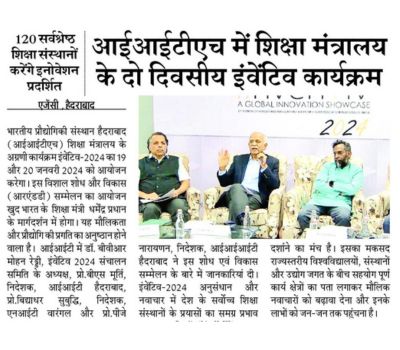 120 सर्वश्रेष्ठ
शिक्षा संस्थानों
करेंगे इनोवेशन
प्रदर्शित
आईआईटीएच में शिक्षा मंत्रालय
के दो दिवसीय इंवेंटिव कार्यक्रम
एजेंसी, हैदराबाद
A GLOBAL INNOVATION SHOWCASE
भारतीय प्रौद्योगिकी संस्थान हैदराबाद
(आईआईटीएच) शिक्षा मंत्रालय के
अग्रणी कार्यक्रम इंवेंटिव-2024 का 19
और 20 जनवरी 2024 को आयोजन
करेगा। इस विशाल शोध और विकास
(आरएंडडी) सम्मेलन का आयोजन
खुद भारत के शिक्षा मंत्री धर्मेंद्र प्रधान
के मार्गदर्शन में होगा। यह मौलिकता
और प्रौद्योगिकी प्रगति का अनुष्ठान होने
वाला है। आईआईटी में डॉ. बीवीआर
मोहन रेड्डी, इंवेंटिव 2024 संचालन
समिति के अध्यक्ष, प्रो.बीएस मूर्ति,
निदेशक, आईआईटी हैदराबाद,
प्रो.बिद्याधर सुबुद्धि, निदेशक,
एनआईटी वारंगल और प्रो.पीजे
नारायणन, निदेशक, आईआईआईटी
हैदराबाद ने इस शोध एवं विकास
सम्मेलन के बारे में जानकारियां दी।
इंवेंटिव-2024 अनुसंधान और
नवाचार में देश के सर्वोच्च शिक्षा
संस्थानों के प्रयासों का समग्र प्रभाव
दर्शाने का मंच है। इसका मकसद
राज्यस्तरीय विश्वविद्यालयों, संस्थानों
और उद्योग जगत के बीच सहयोग पूर्ण
कार्य क्षेत्रों का पता लगाकर मौलिक
नवाचारों को बढ़ावा देना और इनके
लाभों को जन-जन तक पहुंचना है।